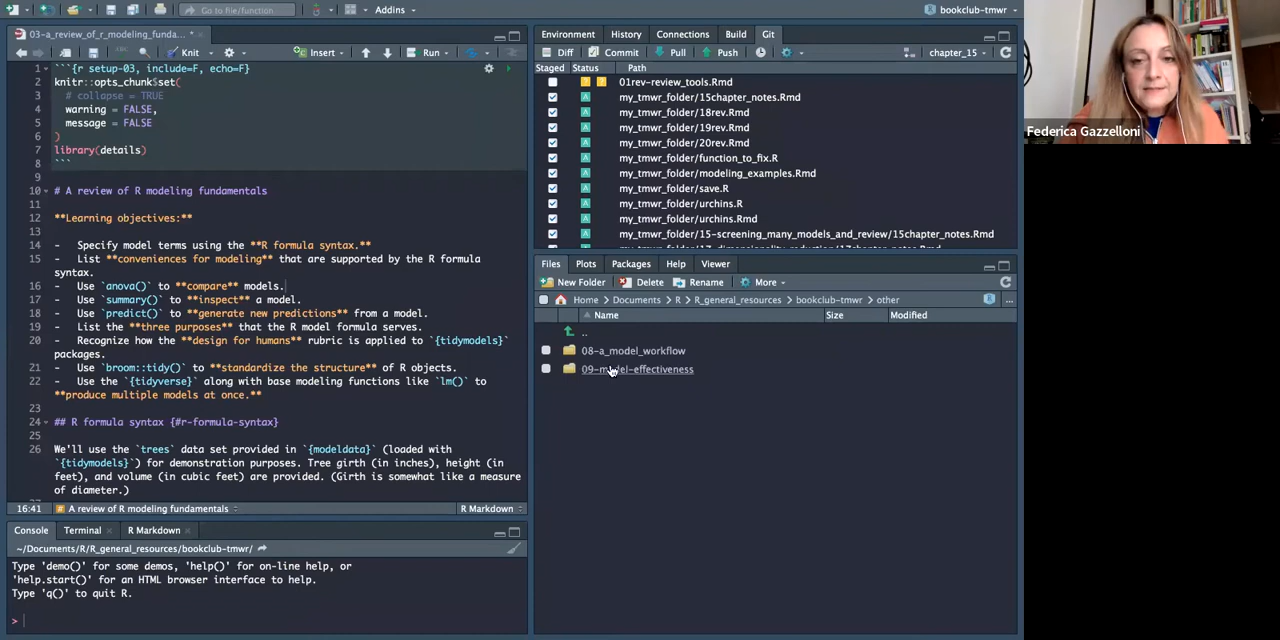 Go to file/function
Addins
bookclub-tmwr
03-a_review_of_r_modeling_funda... *
Knit
Insert
Run
1 ```{r setup-03, include=F, echo=F}
2 knitr::opts_chunk$set(
3 # collapse = TRUE
4 warning = FALSE,
5 message = FALSE
6 )
7 library(details)
8 ```
9
10 # A review of R modeling fundamentals
11
12 **Learning objectives:**
13
14 - Specify model terms using the **R formula syntax.**
15 - List **conveniences for modeling** that are supported by the R formula
syntax.
16 - Use `anova()` to **compare** models.
17 - Use `summary()` to **inspect** a model.
18 - Use `predict()` to **generate new predictions** from a model.
19 - List the **three purposes** that the R model formula serves.
20 - Recognize how the **design for humans** rubric is applied to `{tidymodels}`
packages.
21 - Use `broom::tidy()` to **standardize the structure** of R objects.
22 - Use the `{tidyverse}` along with base modeling functions like `lm()` to
**produce multiple models at once.**
23
24 ## R formula syntax {#r-formula-syntax}
25
26 We'll use the `trees` data set provided in `{modeldata}` (loaded with
`{tidymodels}`) for demonstration purposes. Tree girth (in inches), height (in
feet), and volume (in cubic feet) are provided. (Girth is somewhat like a measure
of diameter.)
16:41 A review of R modeling fundamentals R Markdown
Console Terminal R Markdown
~/Documents/R/R_general_resources/bookclub-tmwr/
Type 'demo()' for some demos, 'help()' for on-line help, or
'help.start()' for an HTML browser interface to help.
Type 'q()' to quit R.
>
Environment History Connections Build Git
Diff Commit Pull Push chapter_15
Staged Status Path
01rev-review_tools.Rmd
A my_tmwr_folder/15chapter_notes.Rmd
A my_tmwr_folder/18rev.Rmd
A my_tmwr_folder/19rev.Rmd
A my_tmwr_folder/20rev.Rmd
A my_tmwr_folder/function_to_fix.R
A my_tmwr_folder/modeling_examples.Rmd
A my_tmwr_folder/save.R
A my_tmwr_folder/urchins.R
A my_tmwr_folder/urchins.Rmd
A my_tmwr_folder/15-screening_many_models_and_review/15chapter_notes.Rmd
Files Plots Packages Help Viewer
New Folder Delete Rename More
Home Documents R R_general_resources bookclub-tmwr other ...
Name Size Modified
..
08-a_model_workflow
09-model-effectiveness
Federica Gazzelloni